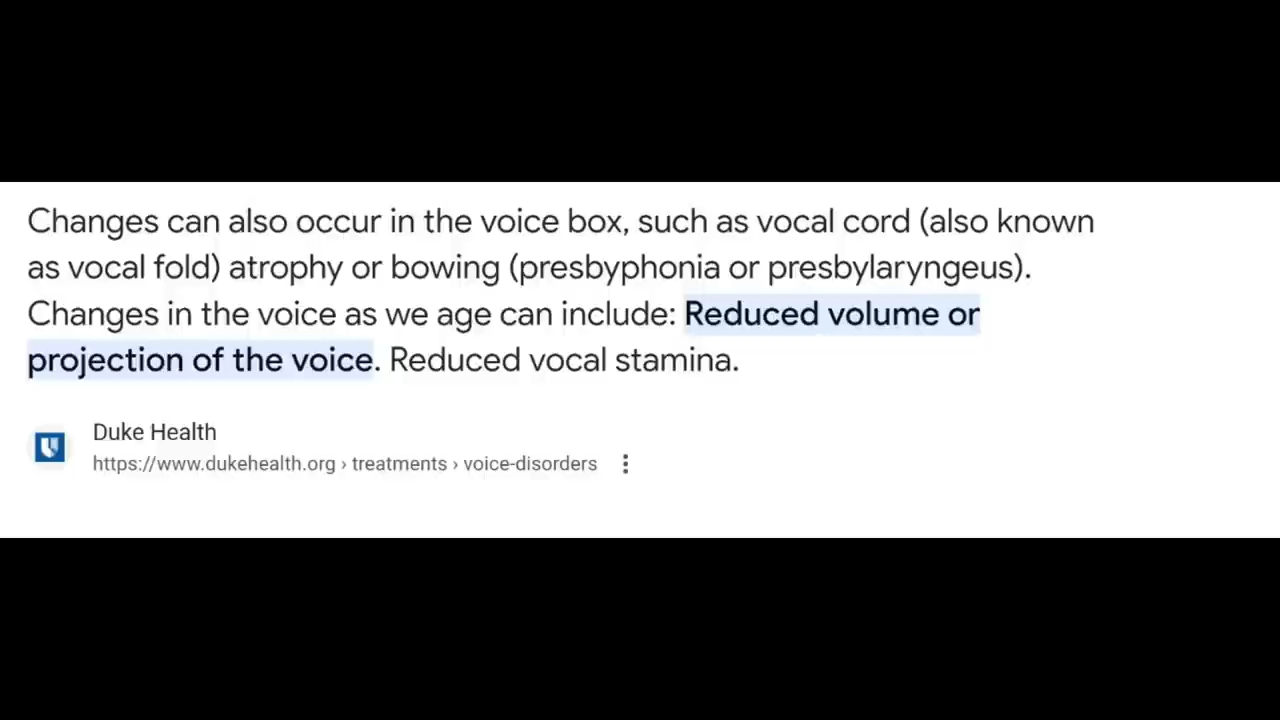 Changes can also occur in the voice box, such as vocal cord (also known
as vocal fold) atrophy or bowing (presbyphonia or presbylaryngeus).
Changes in the voice as we age can include: Reduced volume or
projection of the voice. Reduced vocal stamina.
Duke Health
https://www.dukehealth.org › treatments › voice-disorders